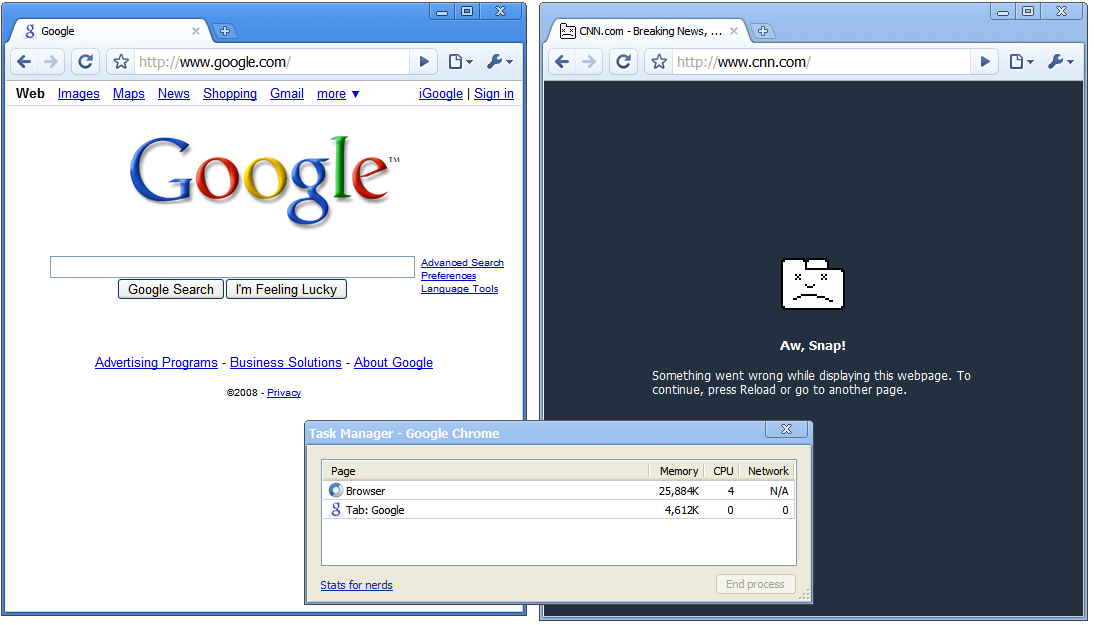 Google
http://www.google.com/
Web Images Maps News Shopping Gmail more ▼ iGoogle | Sign in
Google™
Advanced Search
Preferences
Language Tools
Google Search I'm Feeling Lucky
Advertising Programs - Business Solutions - About Google
©2008 - Privacy
CNN.com - Breaking News, ...
http://www.cnn.com/
Aw, Snap!
Something went wrong while displaying this webpage. To
continue, press Reload or go to another page.
Task Manager - Google Chrome
Page Memory CPU Network
Browser 25,884K 4 N/A
Tab: Google 4,612K 0 0
Stats for nerds End process